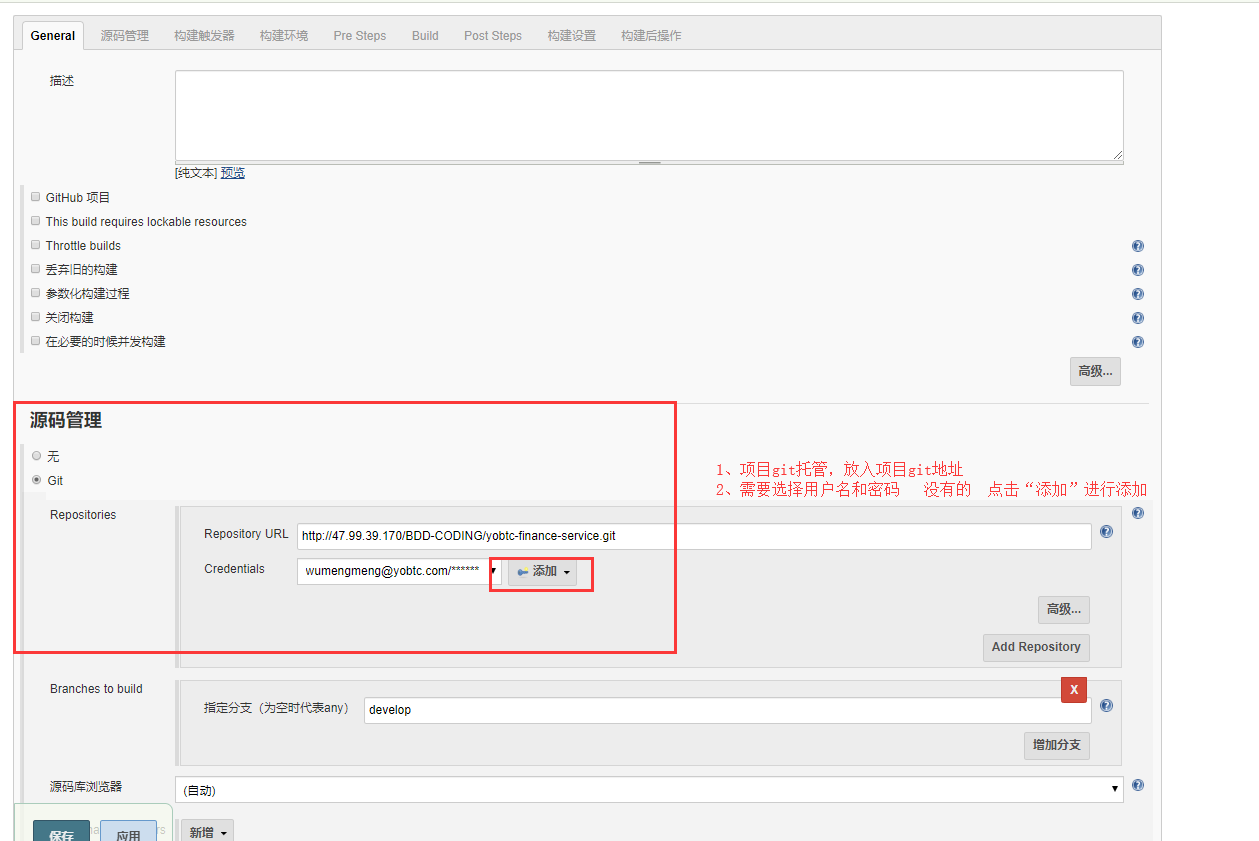 General 源码管理 构建触发器 构建环境 Pre Steps Build Post Steps 构建设置 构建后操作
描述
[纯文本] 预览
GitHub 项目
This build requires lockable resources
Throttle builds
丢弃旧的构建
参数化构建过程
关闭构建
在必要的时候并发构建
高级...
源码管理
无
Git
1、项目git托管，放入项目git地址
2、需要选择用户名和密码 没有的 点击“添加”进行添加
Repositories
Repository URL http://47.99.39.170/BDD-CODING/yobtc-finance-service.git
Credentials wumengmeng@yobtc.com/****** 添加
高级...
Add Repository
Branches to build
X
指定分支（为空时代表any） develop
增加分支
源码库浏览器 (自动)
保存 应用 新增